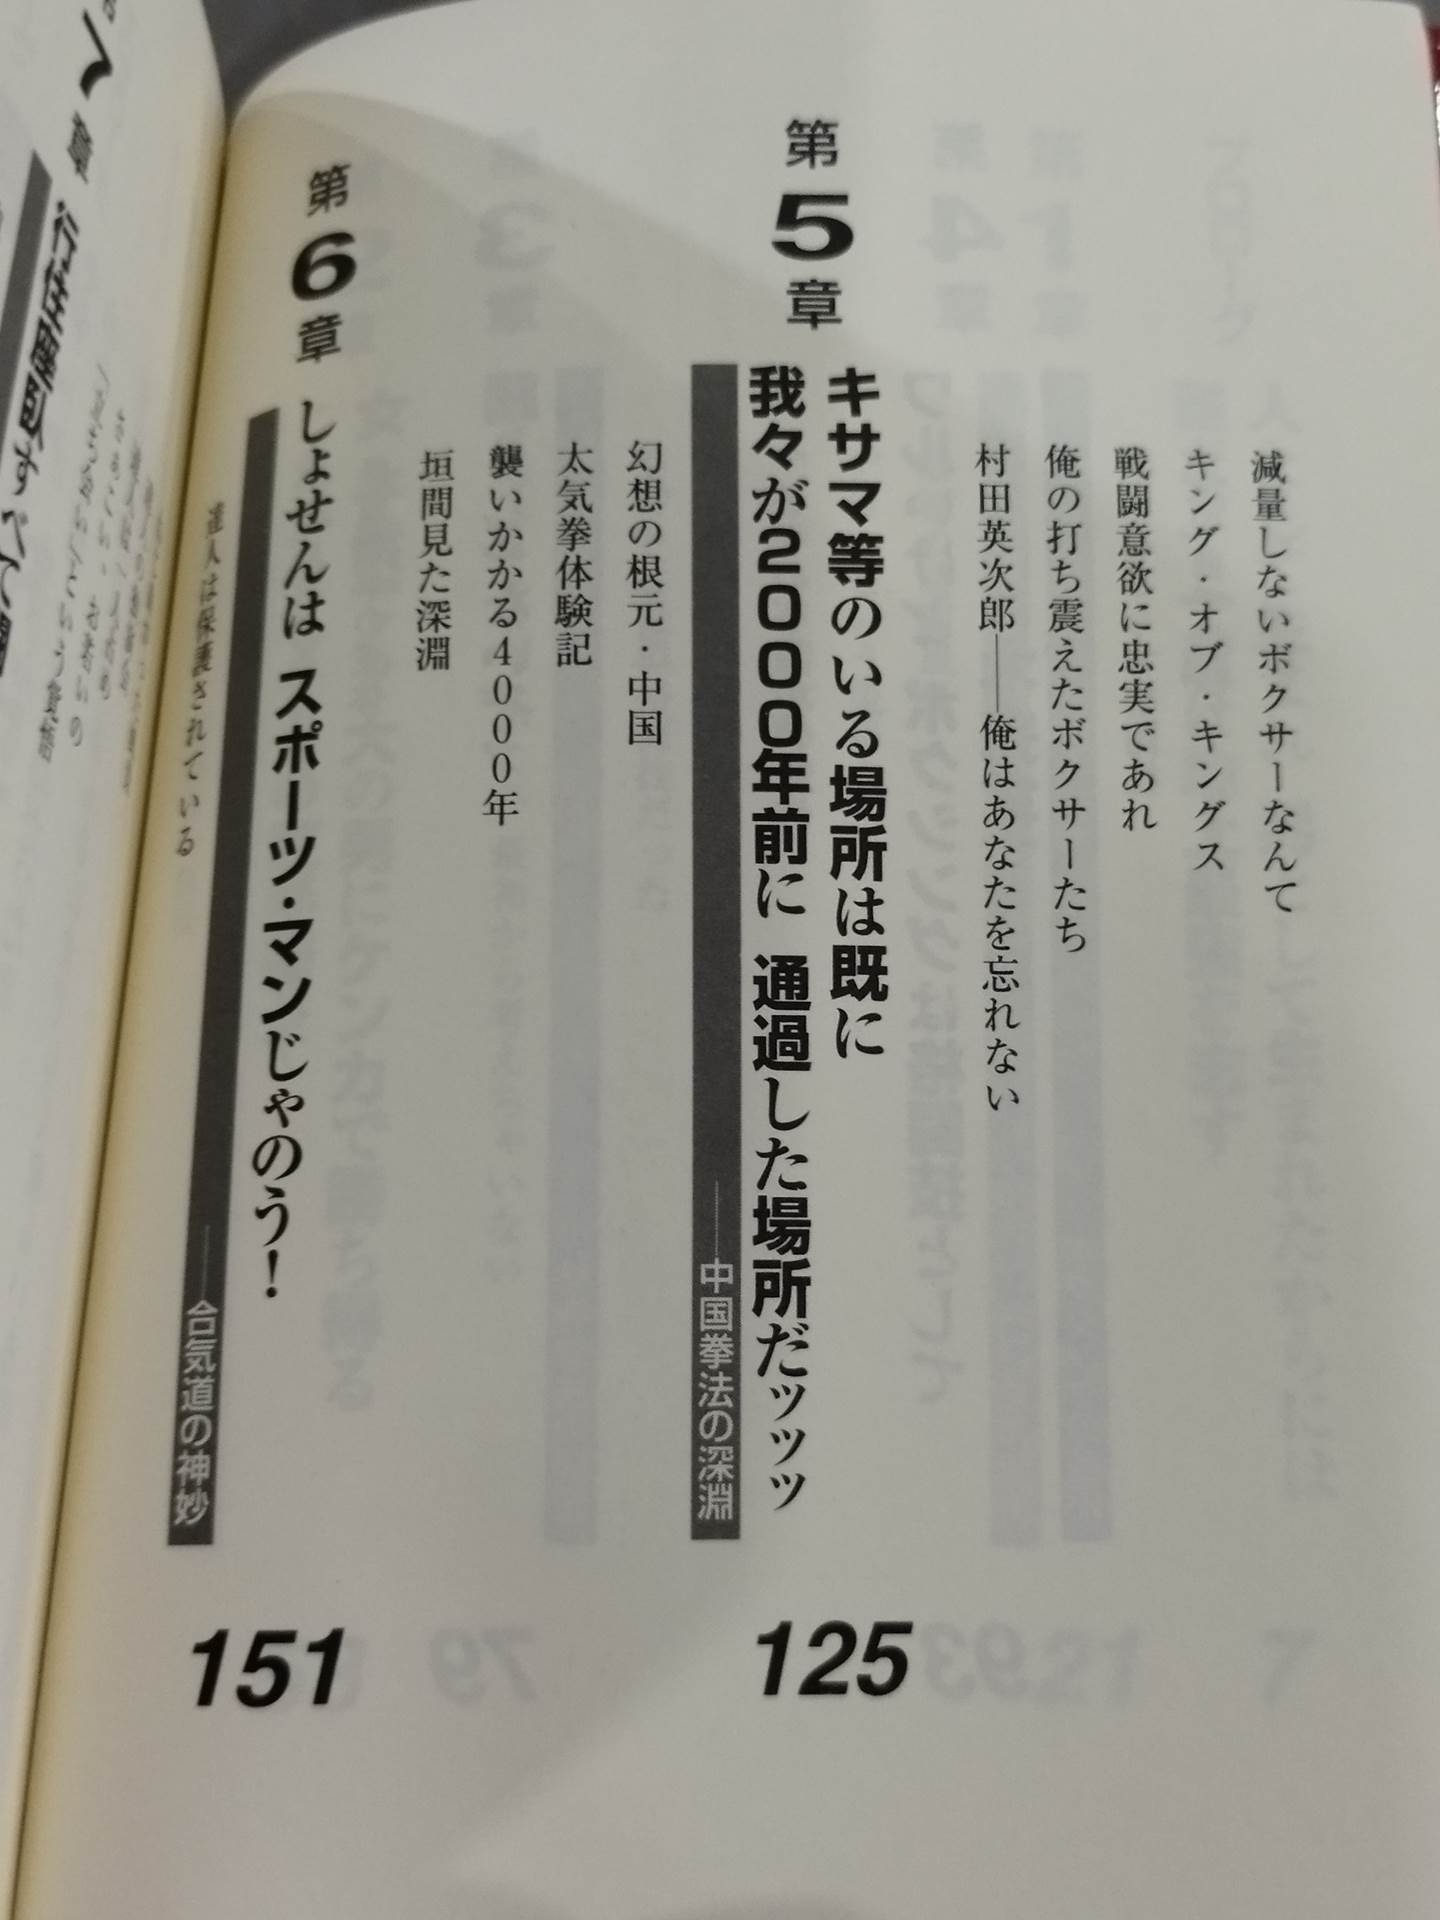 減量しないボクサーなんて
キング・オブ・キングス
戦闘意欲に忠実であれ
俺の打ち震えたボクサーたち
村田英次郎――俺はあなたを忘れない
第5章
キサマ等のいる場所は既に
我々が2000年前に 通過した場所だッッッ
――中国拳法の深淵
125
幻想の根元・中国
太気拳体験記
襲いかかる4000年
垣間見た深淵
第6章
しょせんは スポーツ・マンじゃのう!
――合気道の神妙
151
達人は保護されている
章
すべて